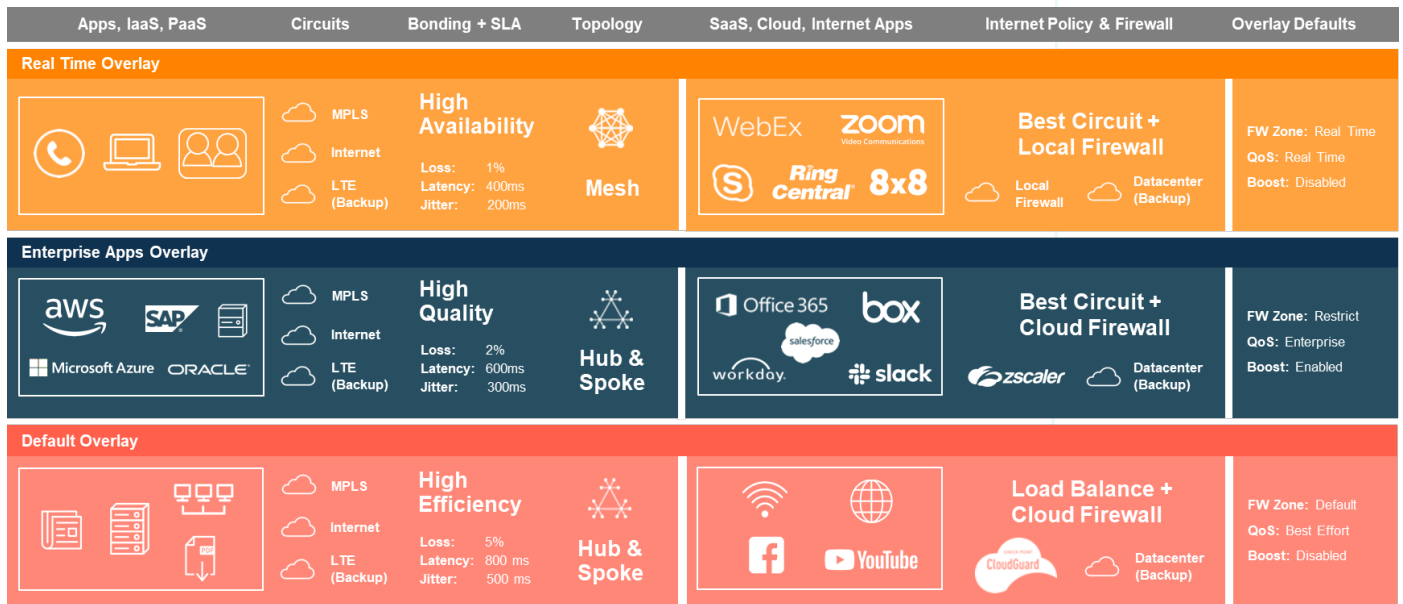 Apps, IaaS, PaaS
Circuits
Bonding + SLA
Topology
SaaS, Cloud, Internet Apps
Internet Policy & Firewall
Overlay Defaults
Real Time Overlay
MPLS
Internet
LTE
(Backup)
High
Availability
Loss: 1%
Latency: 400ms
Jitter: 200ms
Mesh
WebEx
zoom
Video Communications
S
Ring
Central
8x8
Best Circuit +
Local Firewall
Local
Firewall
Datacenter
(Backup)
FW Zone: Real Time
QoS: Real Time
Boost: Disabled
Enterprise Apps Overlay
aws
SAP
Microsoft Azure
ORACLE
MPLS
Internet
LTE
(Backup)
High
Quality
Loss: 2%
Latency: 600ms
Jitter: 300ms
Hub &
Spoke
Office 365
box
salesforce
workday.
slack
Best Circuit +
Cloud Firewall
zscaler
Datacenter
(Backup)
FW Zone: Restrict
QoS: Enterprise
Boost: Enabled
Default Overlay
PDF
MPLS
Internet
LTE
(Backup)
High
Efficiency
Loss: 5%
Latency: 800 ms
Jitter: 500 ms
Hub &
Spoke
f
YouTube
Load Balance +
Cloud Firewall
CHECK POINT
CloudGuard
Datacenter
(Backup)
FW Zone: Default
QoS: Best Effort
Boost: Disabled